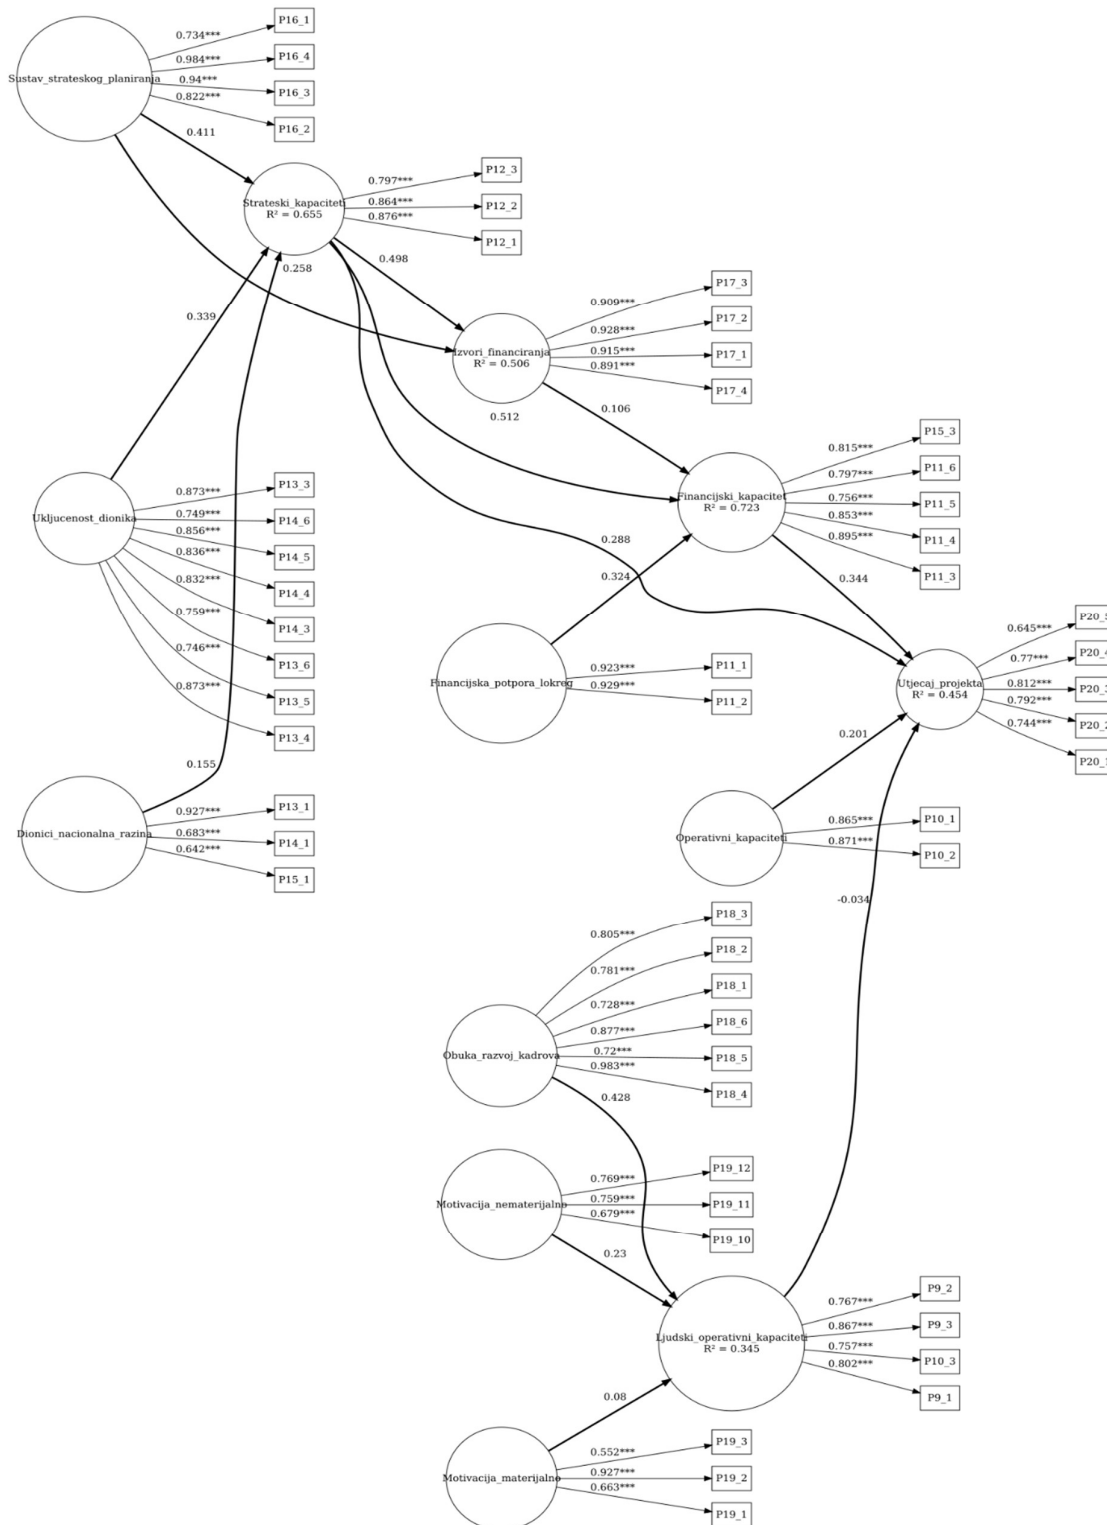 P16_1
0.734***
P16_4
0.984***
Sustav_strateskog_planiranja
0.94***
P16_3
0.822***
P16_2
0.411
P12_3
0.797***
Strateski_kapaciteti
R² = 0.655
0.864***
P12_2
0.876***
P12_1
0.258
0.498
0.339
P17_3
0.909***
P17_2
0.928***
Izvori_financiranja
R² = 0.506
0.915***
P17_1
0.891***
P17_4
0.512
0.106
P15_3
0.815***
P11_6
0.797***
Financijski_kapacitet
R² = 0.723
0.756***
P11_5
0.853***
P11_4
0.895***
P11_3
Ukljucenost_dionika
0.873***
P13_3
0.749***
P14_6
0.856***
P14_5
0.836***
P14_4
0.832***
P14_3
0.759***
P13_6
0.746***
P13_5
0.873***
P13_4
0.288
0.324
0.344
Financijska_potpora_lokreg
0.923***
P11_1
0.929***
P11_2
P20_5
0.645***
P20_4
0.77***
Utjecaj_projekta
R² = 0.454
0.812***
P20_3
0.792***
P20_2
0.744***
P20_1
0.155
0.201
Dionici_nacionalna_razina
0.927***
P13_1
0.683***
P14_1
0.642***
P15_1
Operativni_kapaciteti
0.865***
P10_1
0.871***
P10_2
-0.034
P18_3
0.805***
P18_2
0.781***
P18_1
0.728***
P18_6
0.877***
Obuka_razvoj_kadrova
0.72***
P18_5
0.983***
P18_4
0.428
P19_12
0.769***
Motivacija_nematerijalno
0.759***
P19_11
0.679***
P19_10
0.23
P9_2
0.767***
P9_3
0.867***
Ljudski_operativni_kapaciteti
R² = 0.345
0.757***
P10_3
0.802***
P9_1
0.08
P19_3
0.552***
Motivacija_materijalno
0.927***
P19_2
0.663***
P19_1